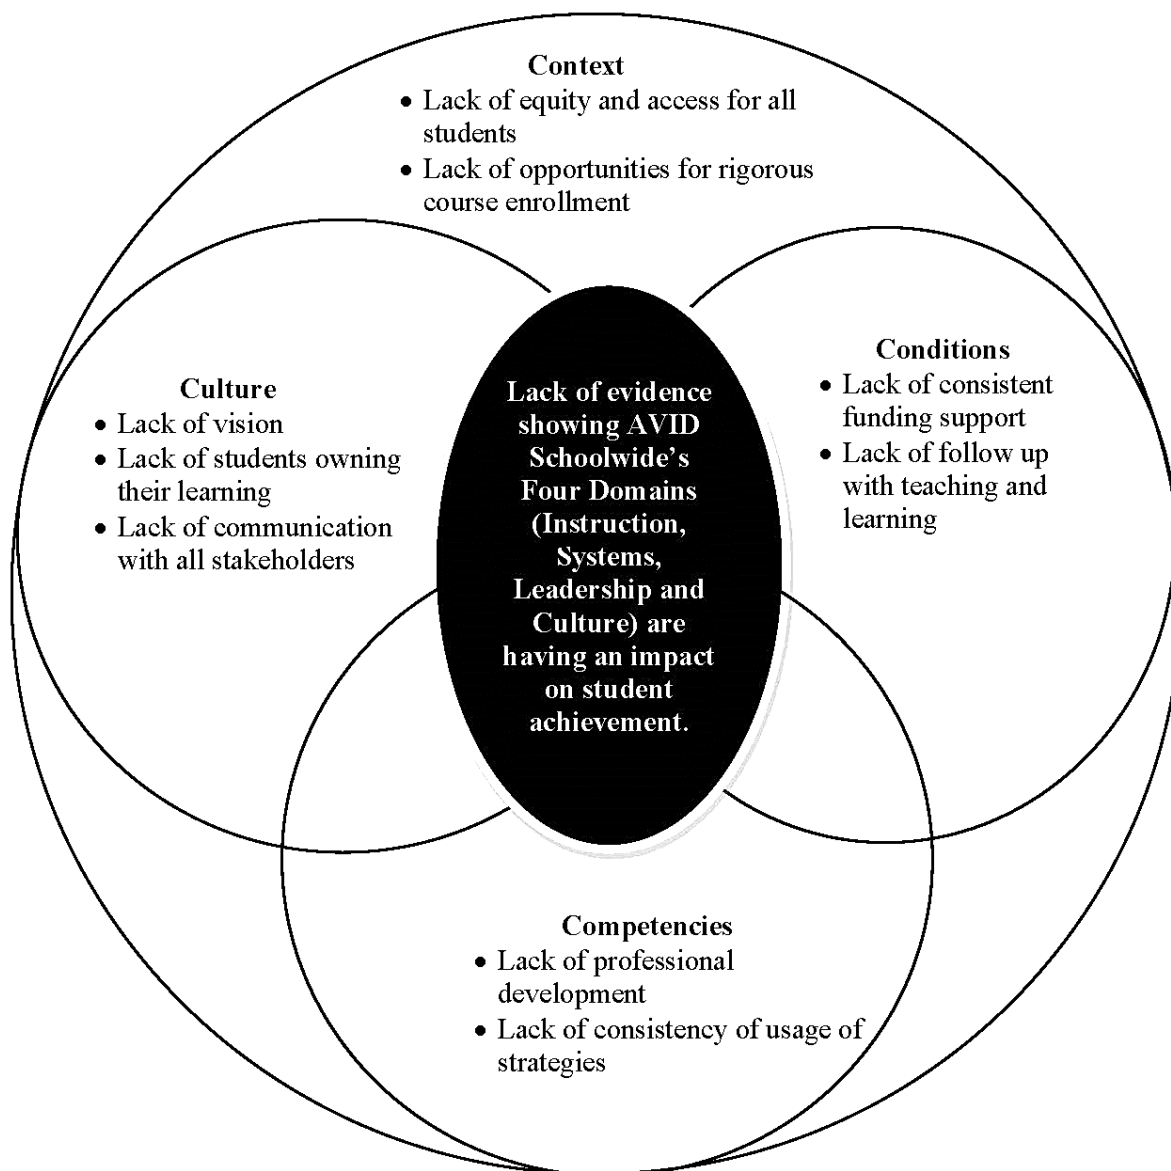 Context
• Lack of equity and access for all
students
• Lack of opportunities for rigorous
course enrollment
Culture
• Lack of vision
• Lack of students owning
their learning
• Lack of communication
with all stakeholders
Lack of evidence
showing AVID
Schoolwide’s
Four Domains
(Instruction,
Systems,
Leadership and
Culture) are
having an impact
on student
achievement.
Conditions
• Lack of consistent
funding support
• Lack of follow up
with teaching and
learning
Competencies
• Lack of professional
development
• Lack of consistency of usage of
strategies